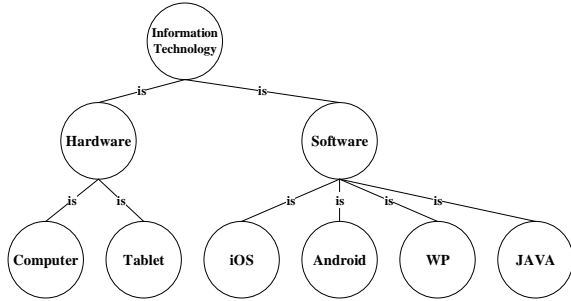 Information
Technology
is
is
Hardware
Software
is
is
is
is
is
is
Computer
Tablet
iOS
Android
WP
JAVA